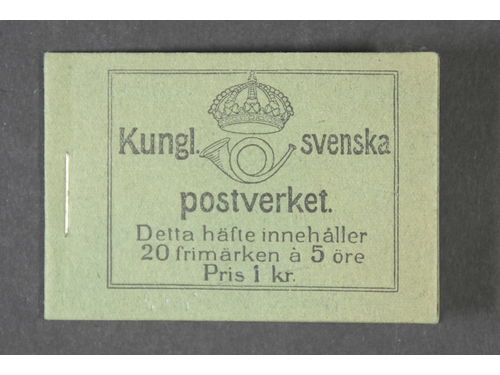 Kungl. svenska
postverket.
Detta häfte innehåller
20 frimärken à 5 öre
Pris 1 kr.